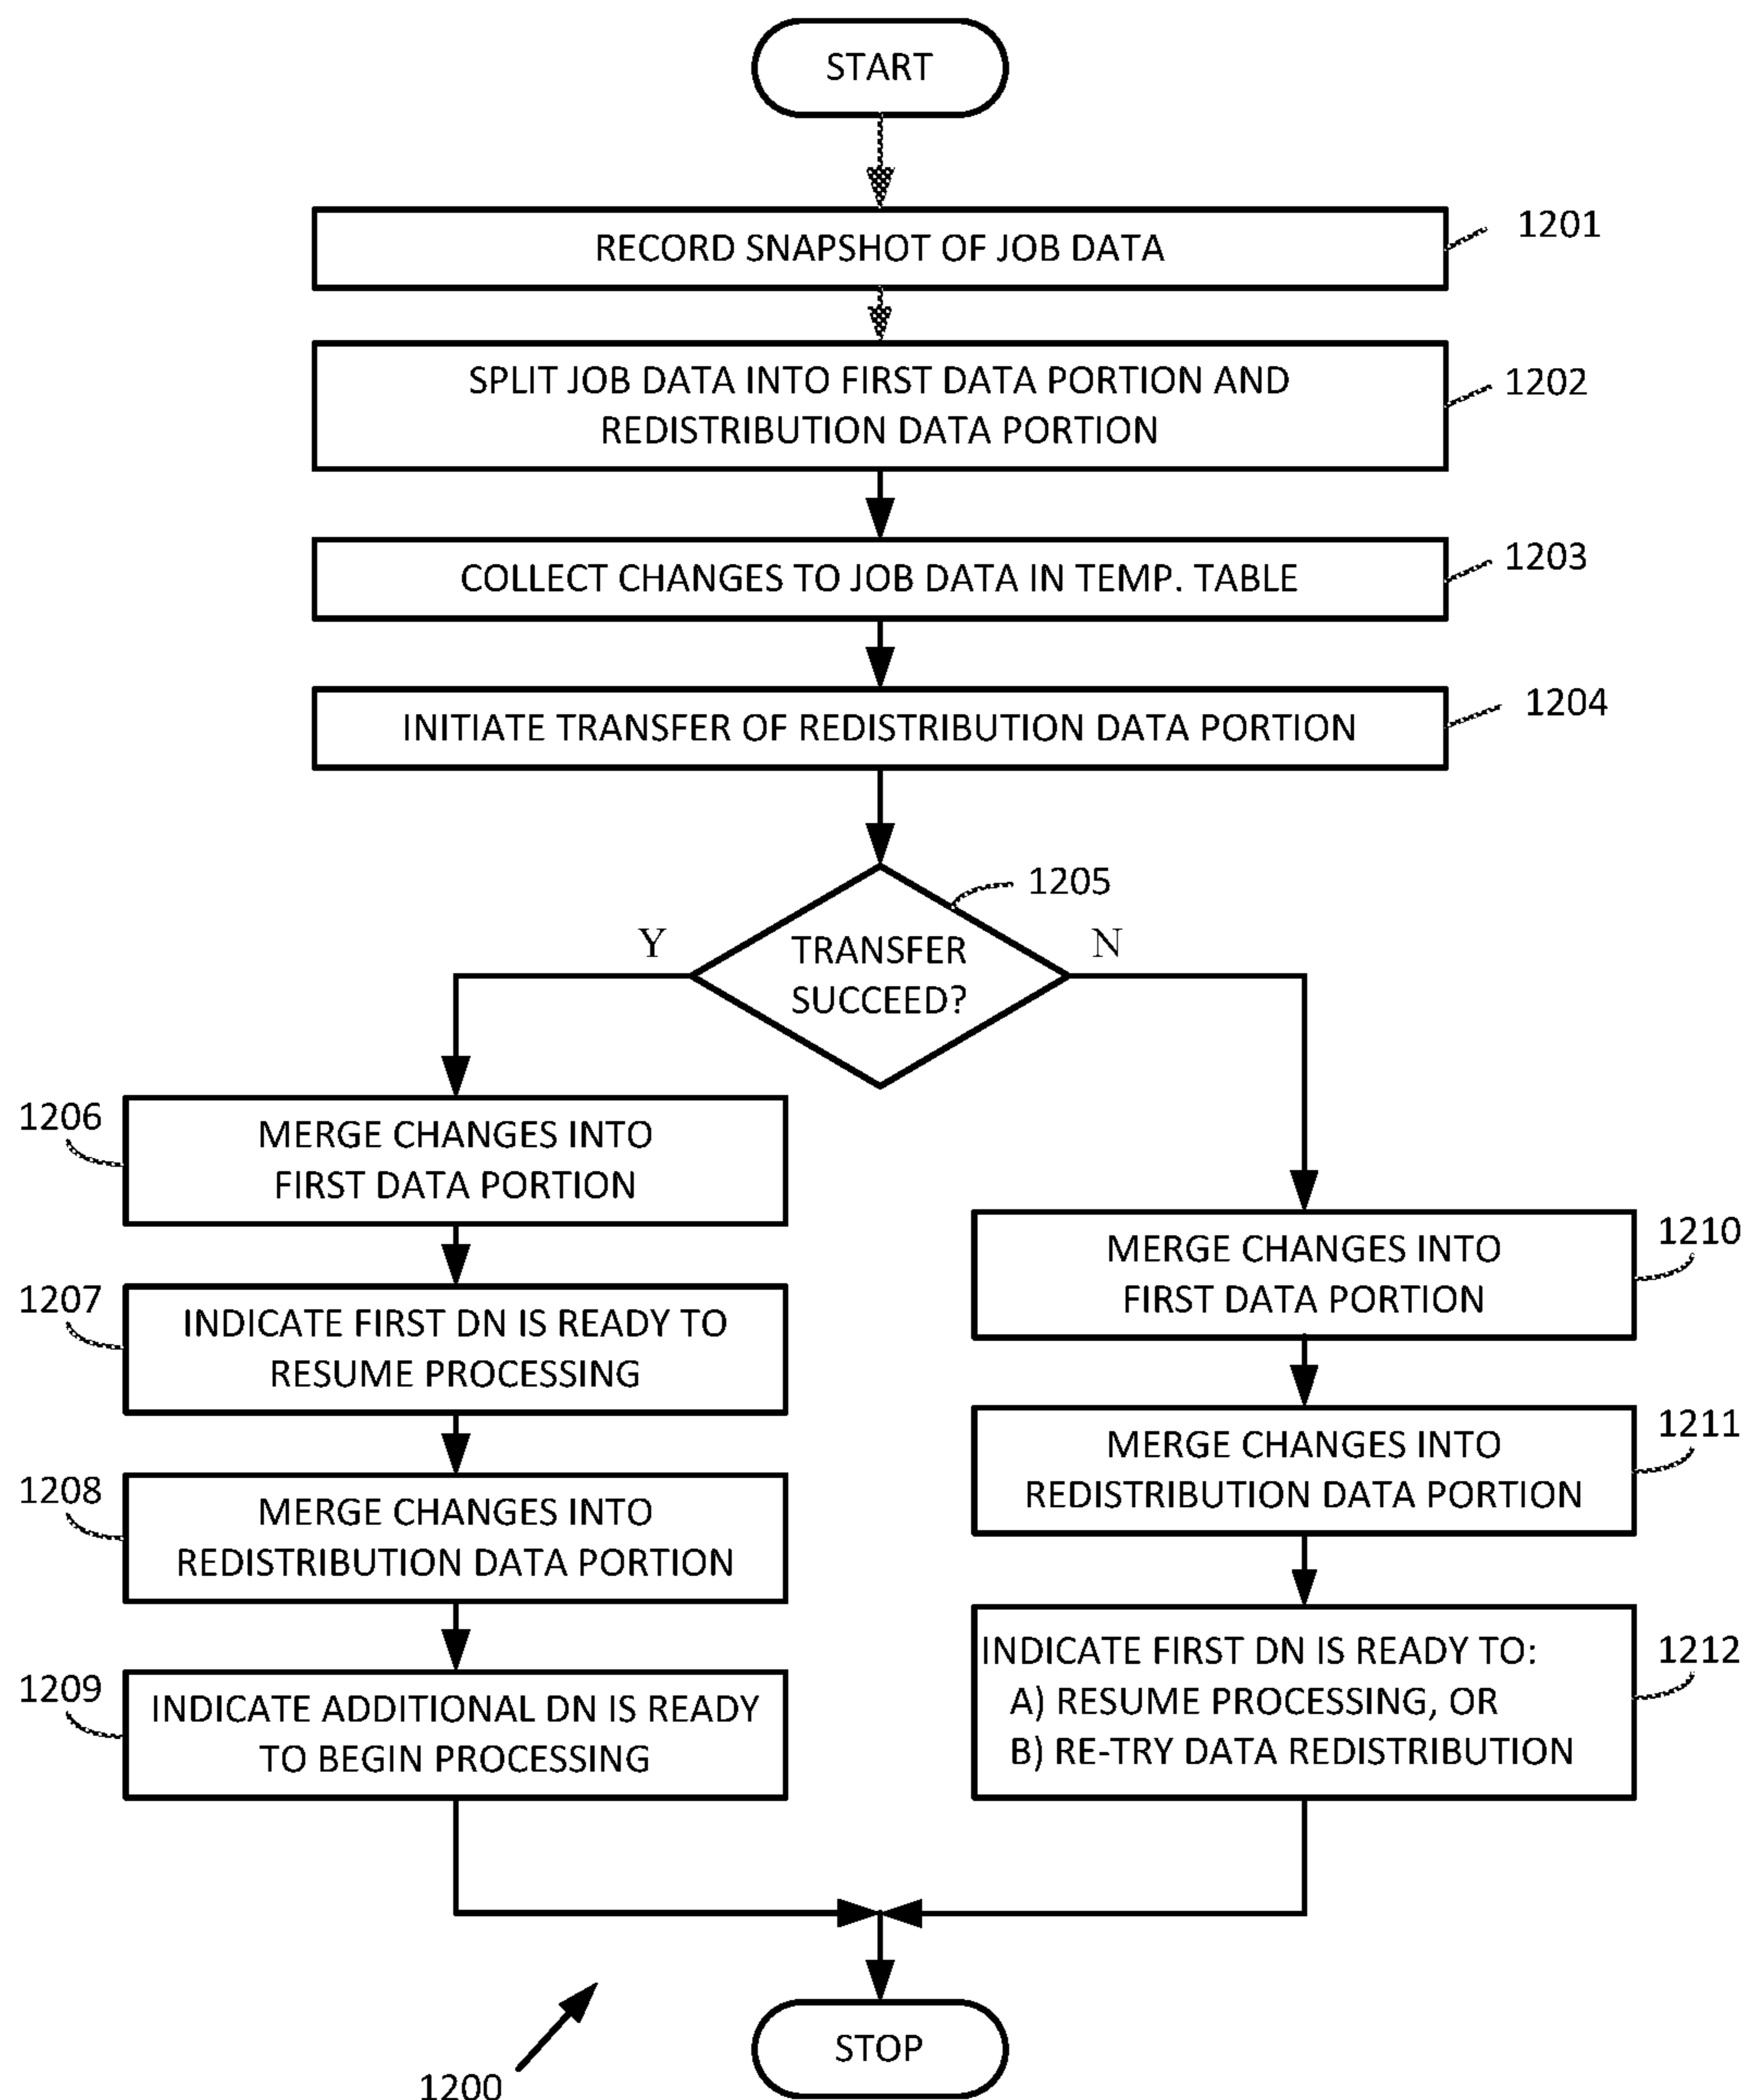 START
RECORD SNAPSHOT OF JOB DATA
1201
SPLIT JOB DATA INTO FIRST DATA PORTION AND
REDISTRIBUTION DATA PORTION
1202
COLLECT CHANGES TO JOB DATA IN TEMP. TABLE
1203
INITIATE TRANSFER OF REDISTRIBUTION DATA PORTION
1204
1205
TRANSFER
SUCCEED?
Y
N
1206
MERGE CHANGES INTO
FIRST DATA PORTION
1207
INDICATE FIRST DN IS READY TO
RESUME PROCESSING
1208
MERGE CHANGES INTO
REDISTRIBUTION DATA PORTION
1209
INDICATE ADDITIONAL DN IS READY
TO BEGIN PROCESSING
MERGE CHANGES INTO
FIRST DATA PORTION
1210
MERGE CHANGES INTO
REDISTRIBUTION DATA PORTION
1211
INDICATE FIRST DN IS READY TO:
A) RESUME PROCESSING, OR
B) RE-TRY DATA REDISTRIBUTION
1212
STOP
1200